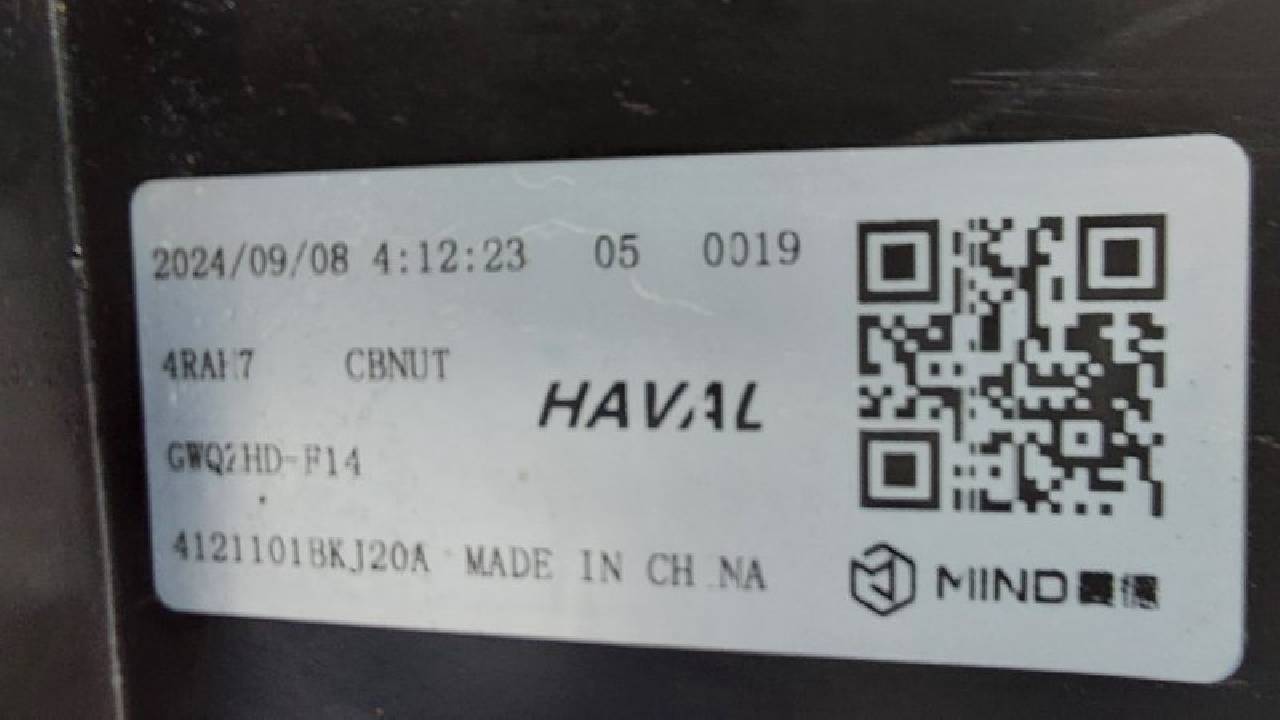 2024/09/08 4:12:23 05 0019
4RAH7 CBNUT
HAVAL
GWQ2HD-F14
4121101BKJ20A MADE IN CHINA
MIND